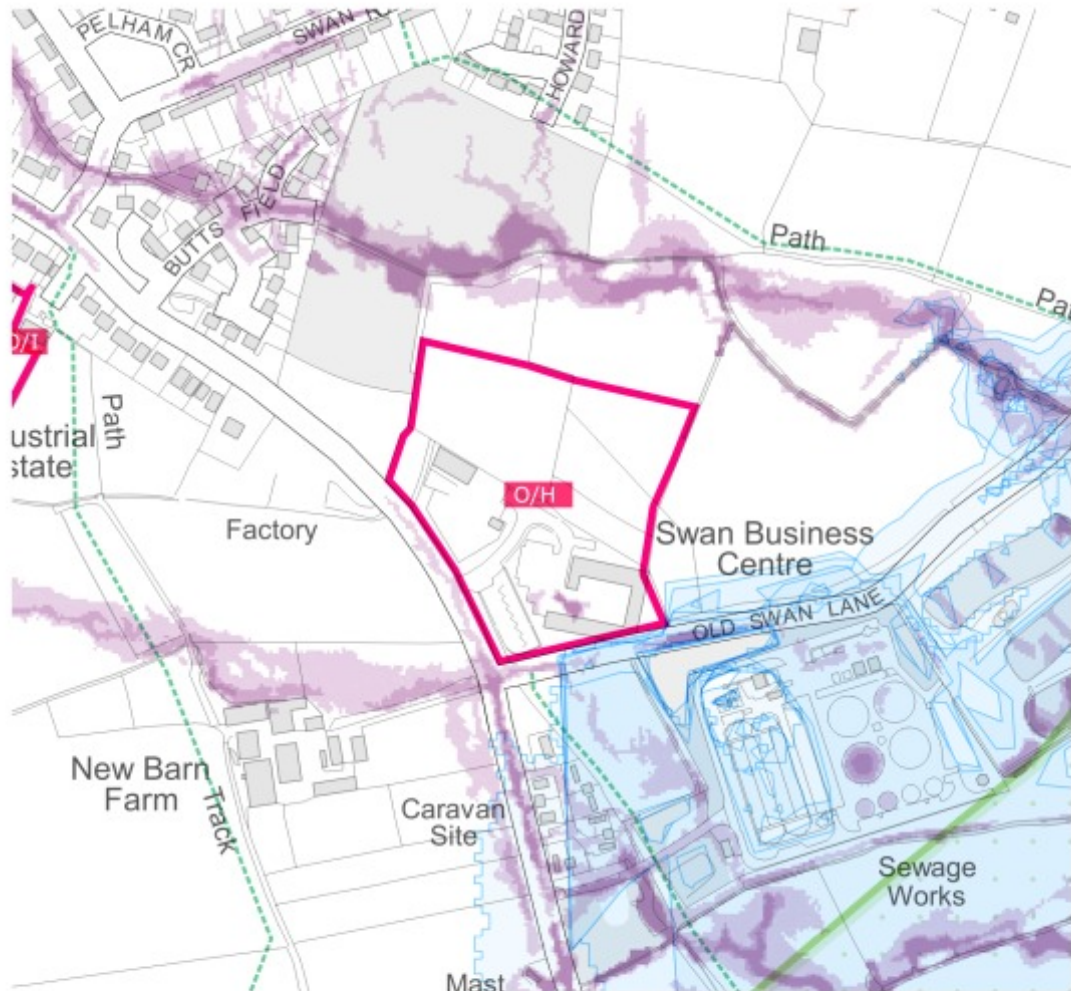 PELHAM CR
SWAN
HOWARD
BUTTS FIELD
Path
Pa
O/I
Path
ustrial
state
Factory
O/H
Swan Business
Centre
OLD SWAN LANE
New Barn
Farm
Track
Caravan
Site
Sewage
Works
Mast